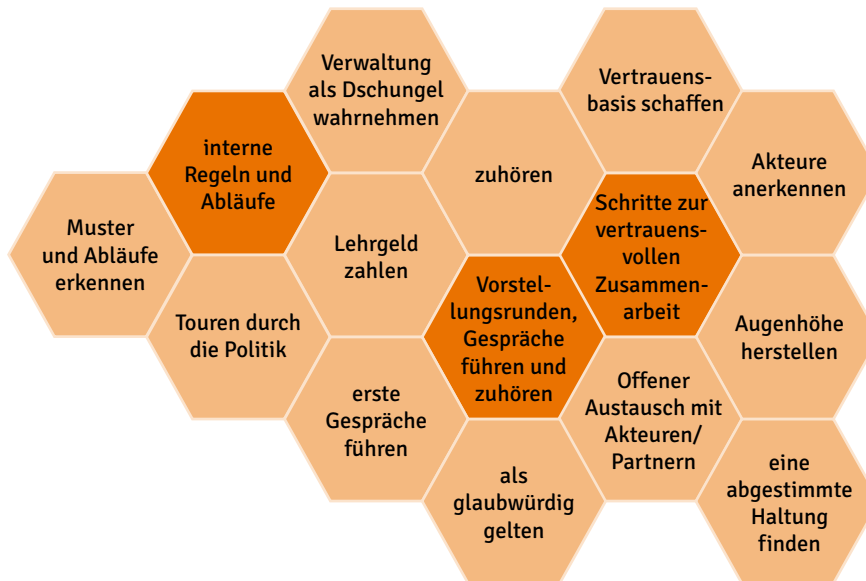 Verwaltung
als Dschungel
wahrnehmen
Vertrauens-
basis schaffen
interne
Regeln und
Abläufe
zuhören
Akteure
anerkennen
Muster
und Abläufe
erkennen
Lehrgeld
zahlen
Schritte zur
vertrauens-
vollen
Zusammen-
arbeit
Touren durch
die Politik
Vorstel-
lungsrunden,
Gespräche
führen und
zuhören
Augenhöhe
herstellen
erste
Gespräche
führen
Offener
Austausch mit
Akteuren/
Partnern
als
glaubwürdig
gelten
eine
abgestimmte
Haltung
finden